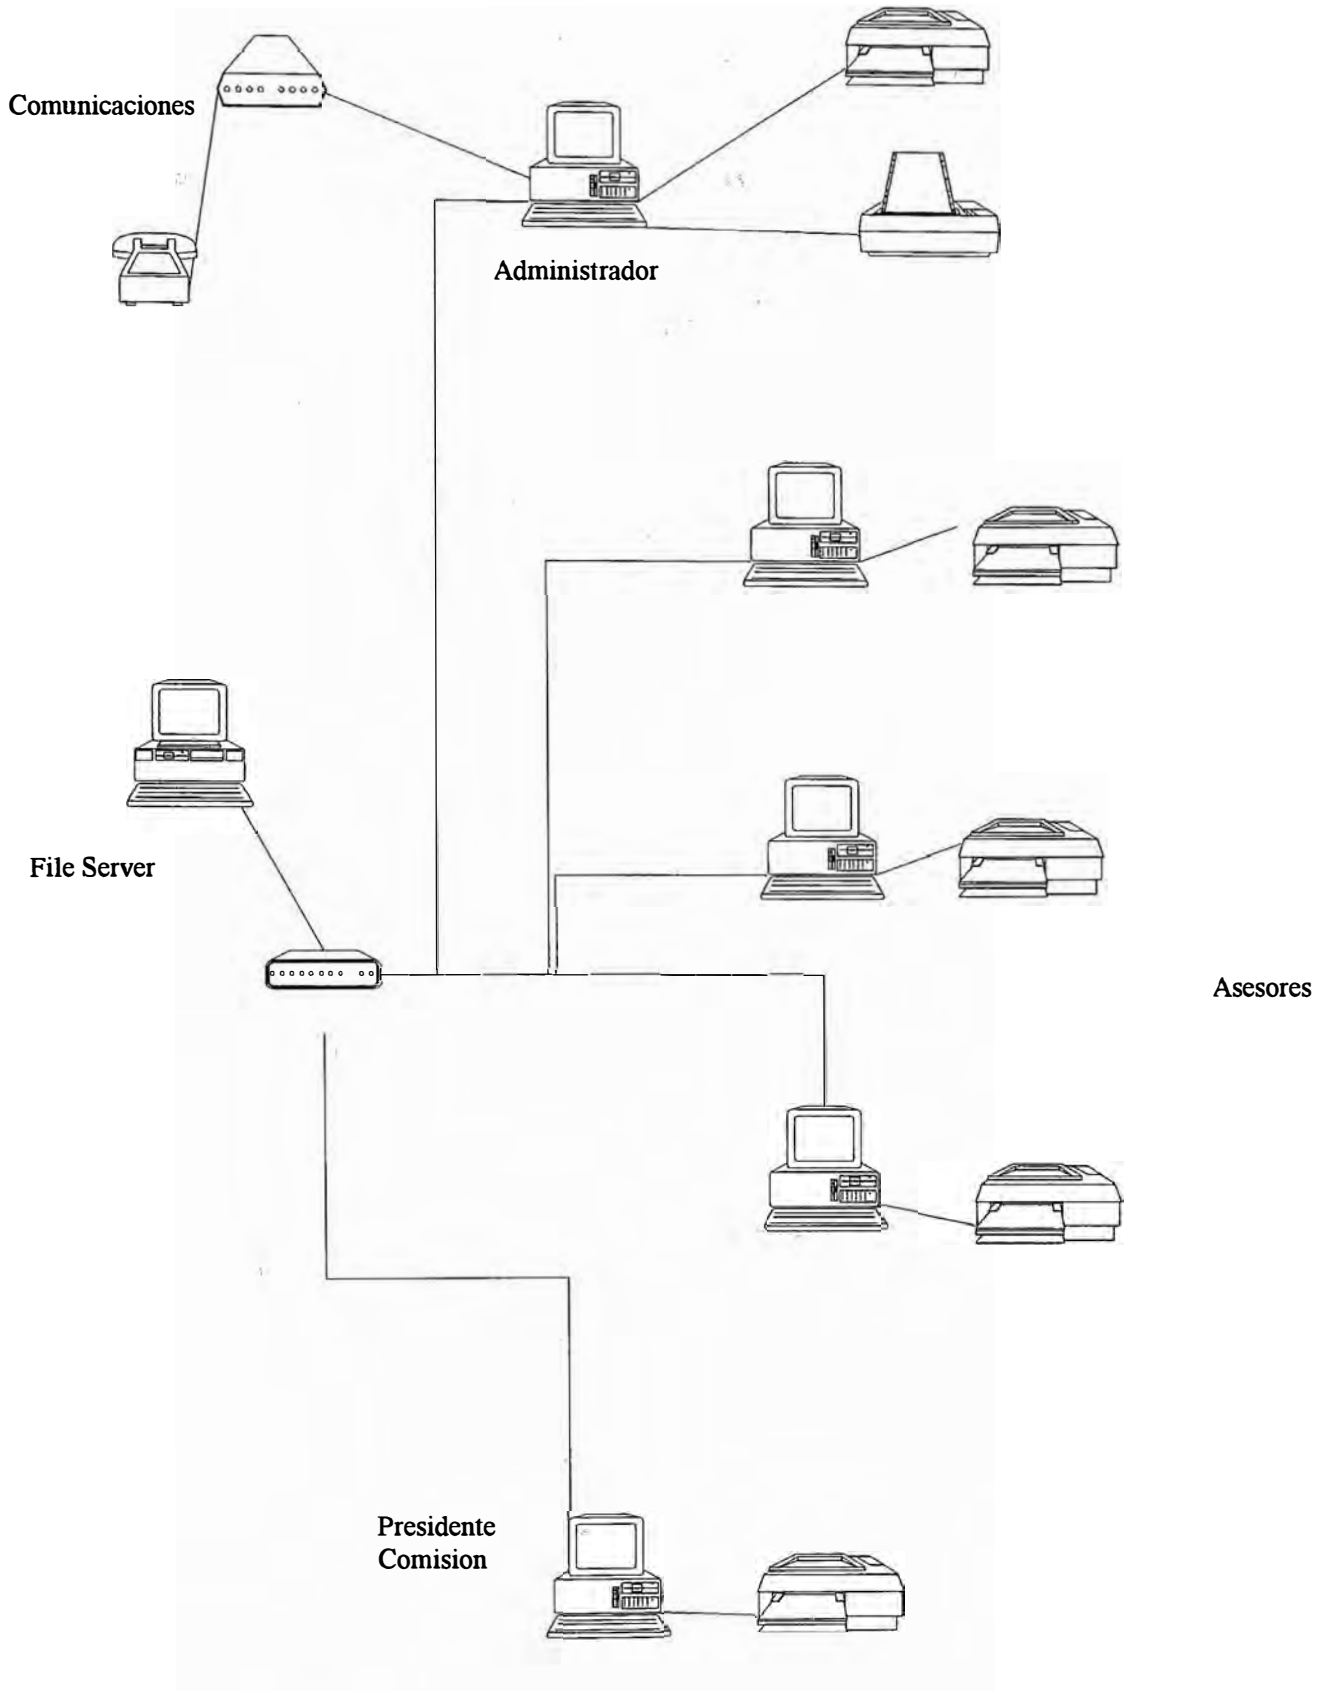 Comunicaciones
Administrador
File Server
Asesores
Presidente
Comision